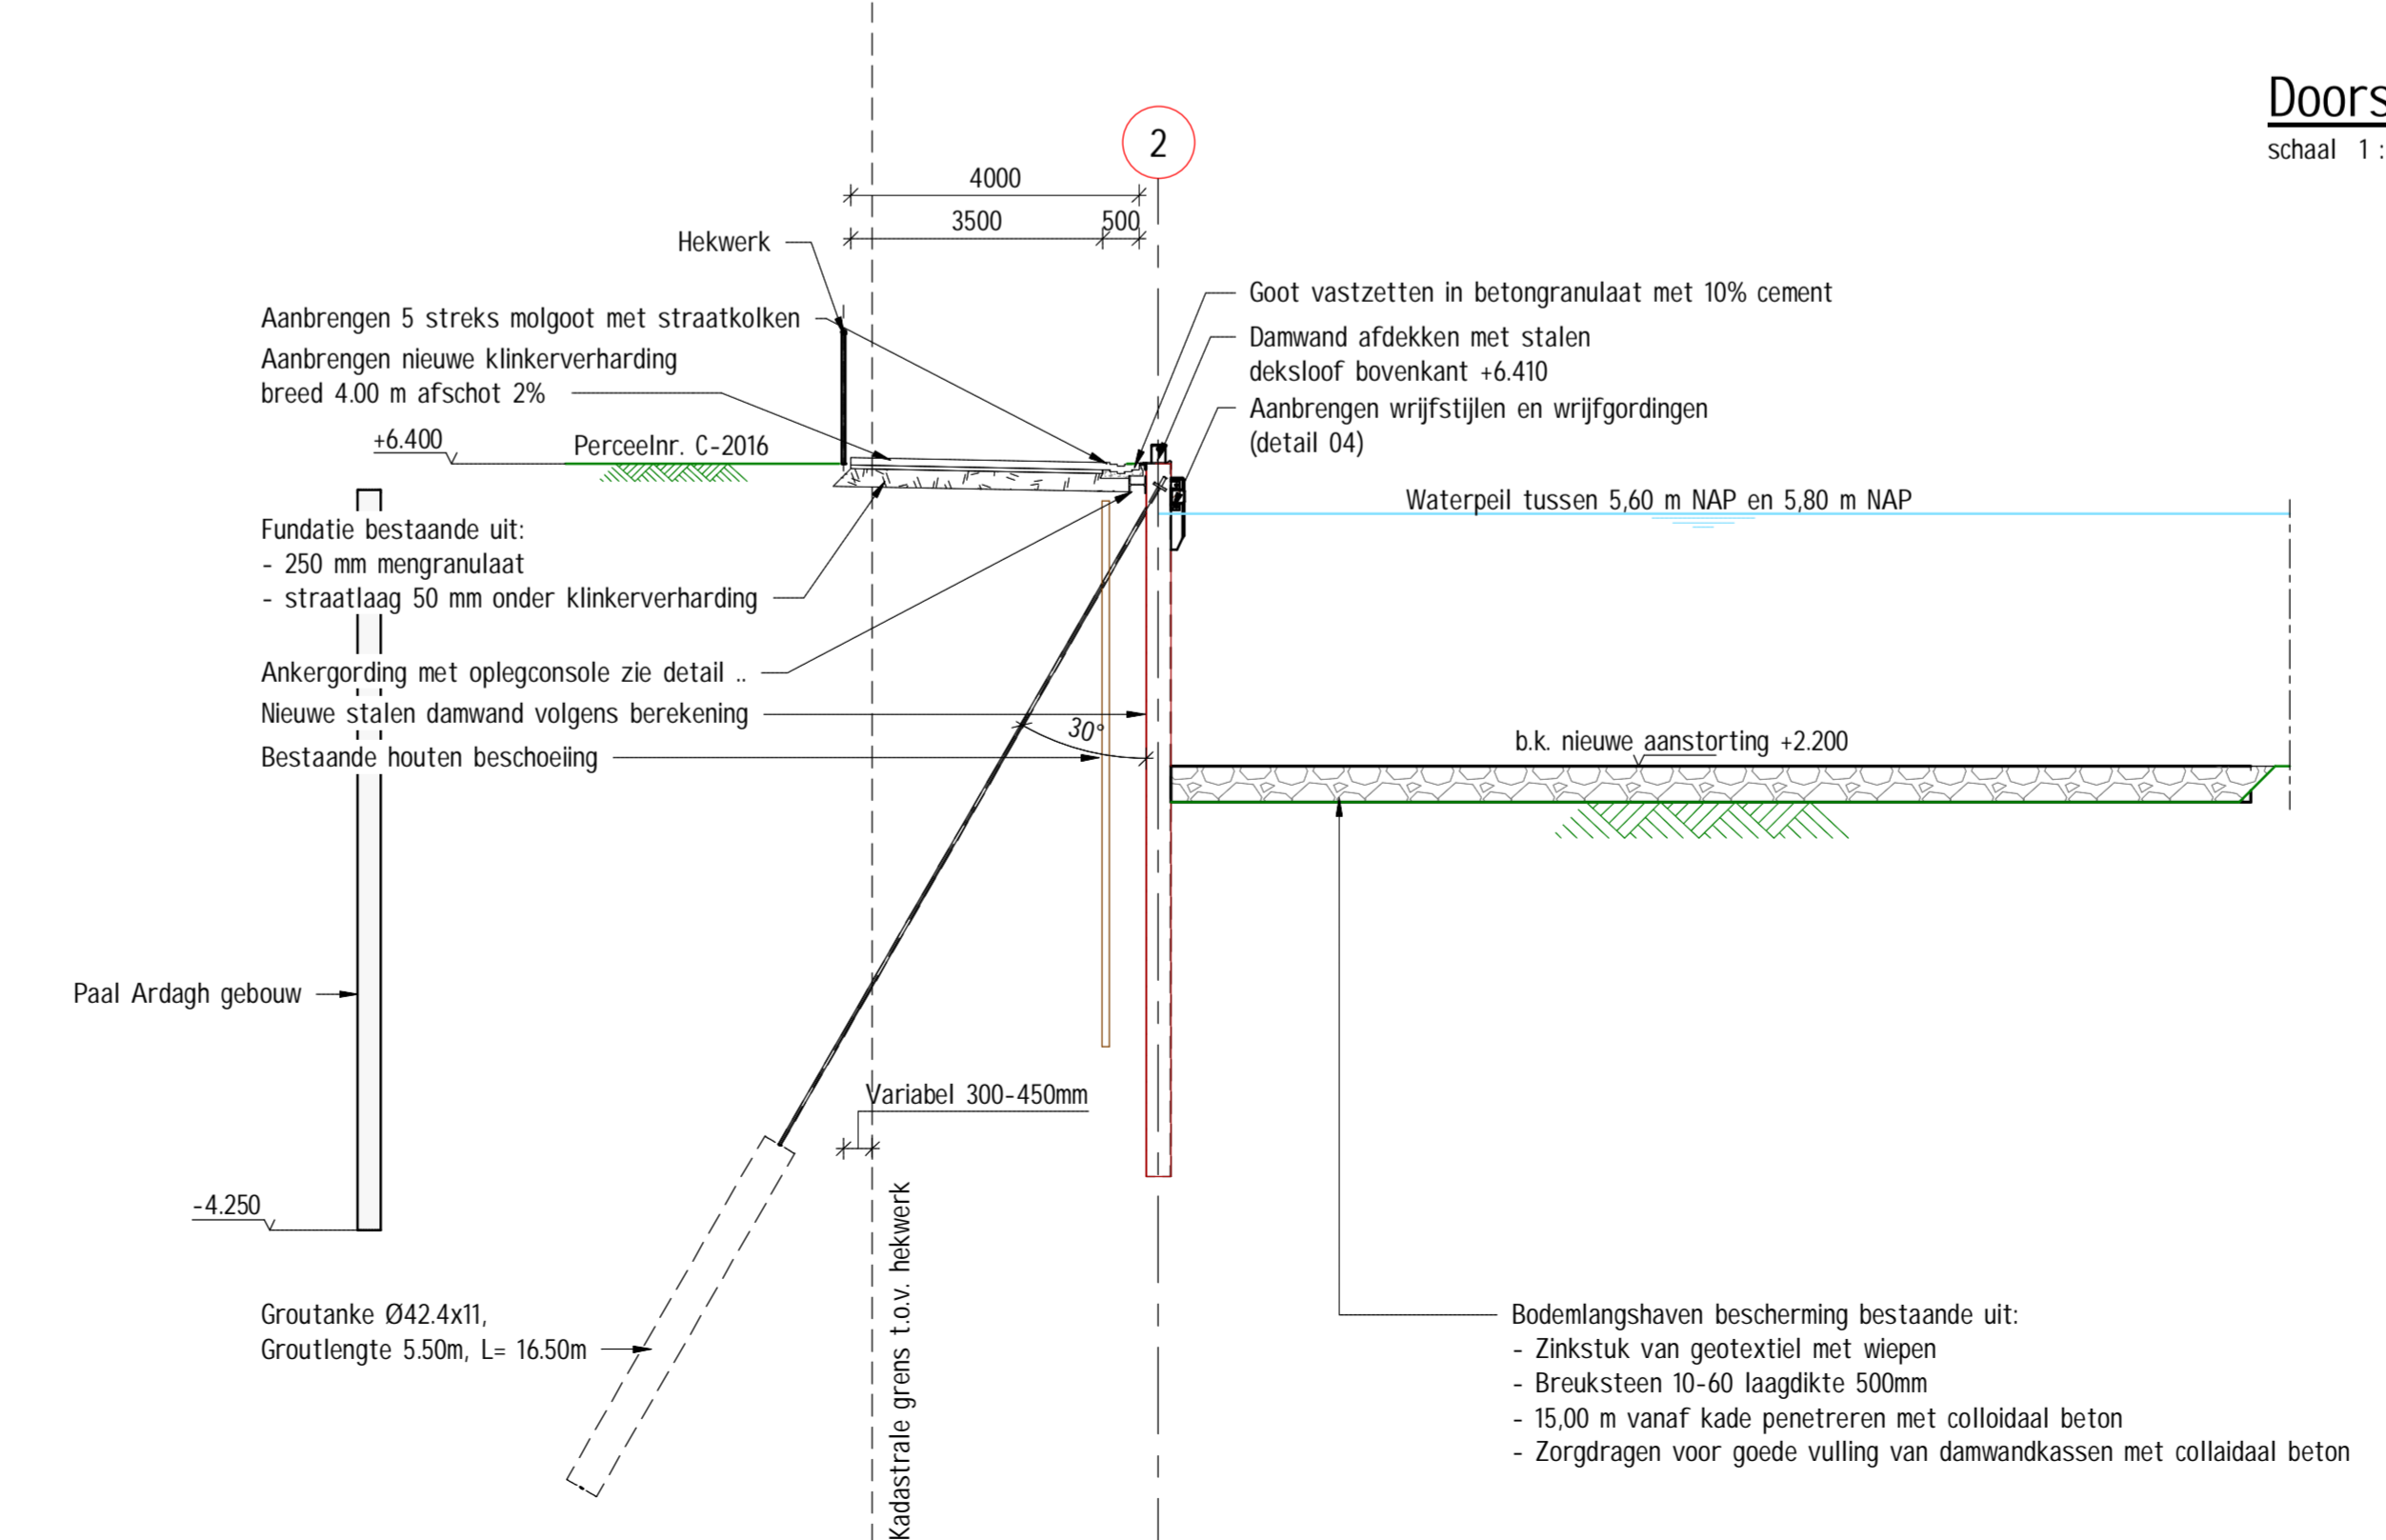 Doors
schaal 1 :
2
4000
3500
500
Hekwerk
Aanbrengen 5 streks molgoot met straatkolken
Aanbrengen nieuwe klinkerverharding
breed 4.00 m afschot 2%
+6.400
Perceelnr. C-2016
Goot vastzetten in betongranulaat met 10% cement
Damwand afdekken met stalen
deksloof bovenkant +6.410
Aanbrengen wrijfstijlen en wrijfgordingen
(detail 04)
Waterpeil tussen 5,60 m NAP en 5,80 m NAP
Fundatie bestaande uit:
- 250 mm mengranulaat
- straatlaag 50 mm onder klinkerverharding
Ankergording met oplegconsole zie detail ..
Nieuwe stalen damwand volgens berekening
Bestaande houten beschoeiing
30°
b.k. nieuwe aanstorting +2.200
Paal Ardagh gebouw
Variabel 300-450mm
-4.250
Kadastrale grens t.o.v. hekwerk
Groutanke Ø42.4x11,
Groutlengte 5.50m, L= 16.50m
Bodemlangshaven bescherming bestaande uit:
- Zinkstuk van geotextiel met wiepen
- Breuksteen 10-60 laagdikte 500mm
- 15,00 m vanaf kade penetreren met colloidaal beton
- Zorgdragen voor goede vulling van damwandkassen met collaidaal beton